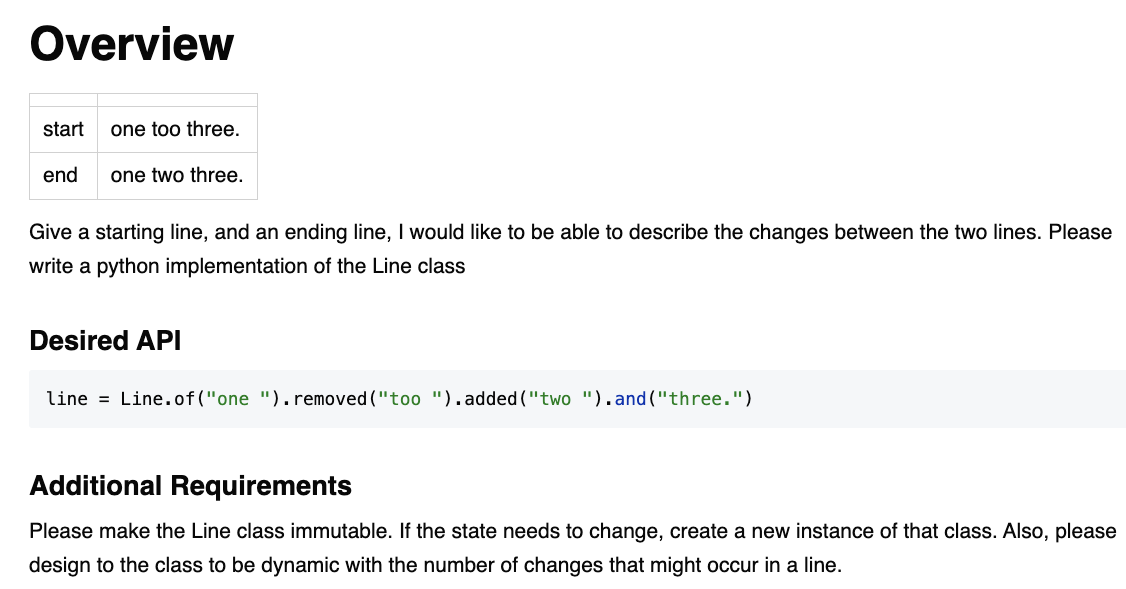 Overview
start one too three.
end one two three.
Give a starting line, and an ending line, I would like to be able to describe the changes between the two lines. Please
write a python implementation of the Line class
Desired API
line = Line.of("one ").removed("too ").added("two ").and("three.")
Additional Requirements
Please make the Line class immutable. If the state needs to change, create a new instance of that class. Also, please
design to the class to be dynamic with the number of changes that might occur in a line.